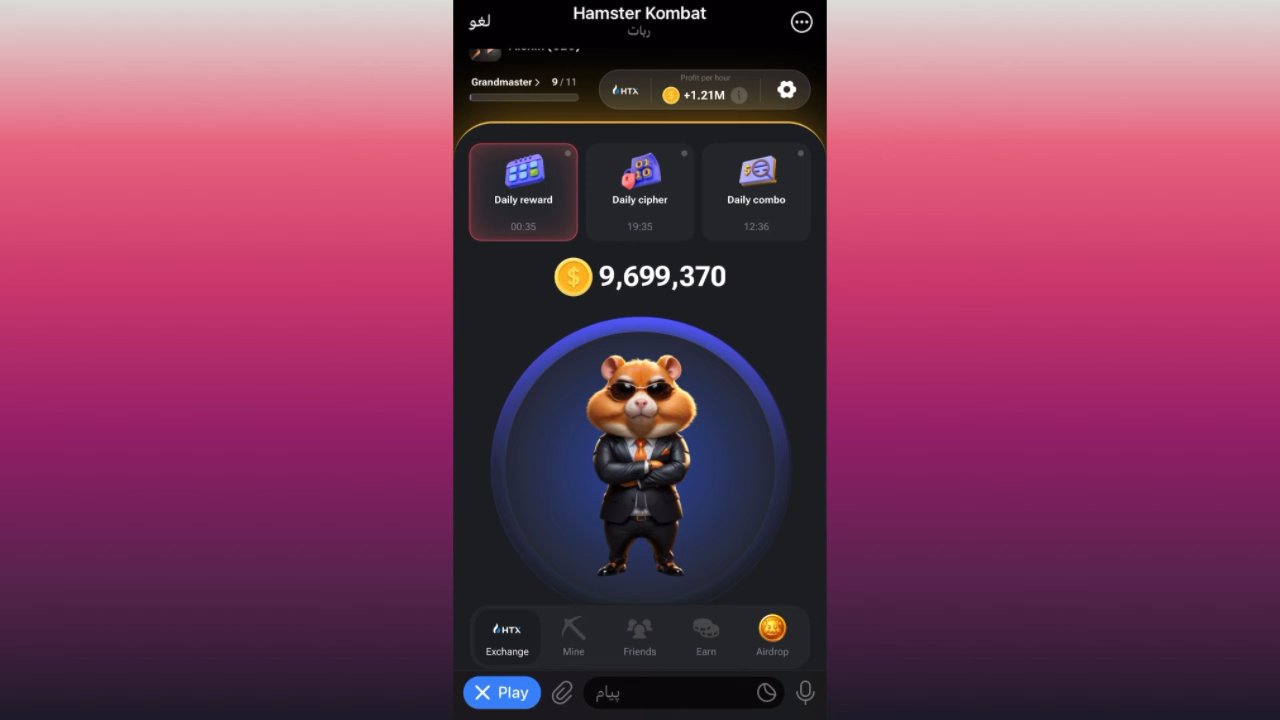 لغو
Hamster Kombat
ربات
Grandmaster > 9 / 11
HTX
Profit per hour
+1.21M
Daily reward
00:35
Daily cipher
19:35
Daily combo
12:36
9,699,370
HTX
Exchange
Mine
Friends
Earn
Airdrop
Play
پیام